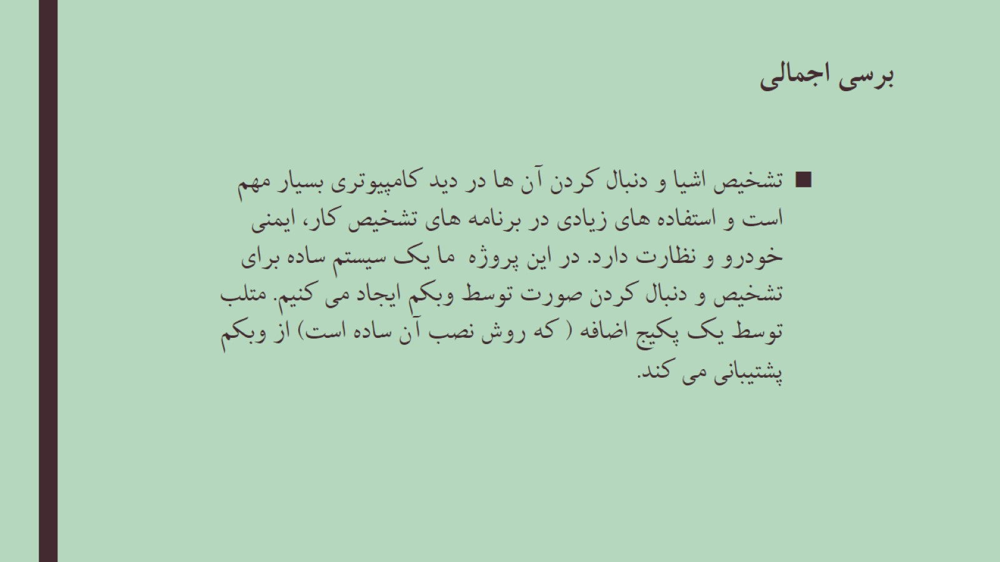 برسی اجمالی
■ تشخیص اشیا و دنبال کردن آن ها در دید کامپیوتری بسیار مهم
است و استفاده های زیادی در برنامه های تشخیص کار، ایمنی
خودرو و نظارت دارد. در این پروژه ما یک سیستم ساده برای
تشخیص و دنبال کردن صورت توسط وبکم ایجاد می کنیم. متلب
توسط یک پکیج اضافه ( که روش نصب آن ساده است) از وبکم
پشتیبانی می کند.